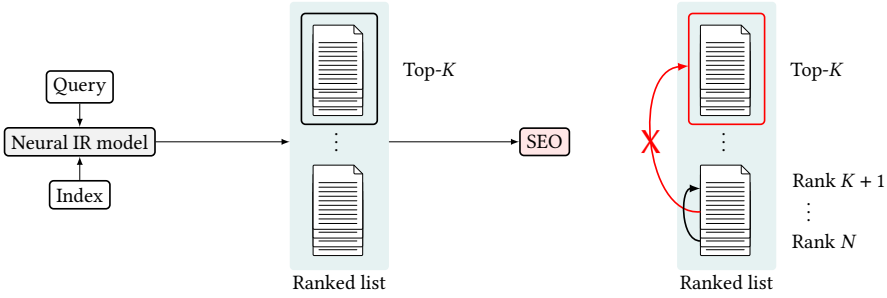 Query
Neural IR model
Index
Top-K
⋮
Ranked list
SEO
X
Top-K
⋮
Rank K + 1
⋮
Rank N
Ranked list